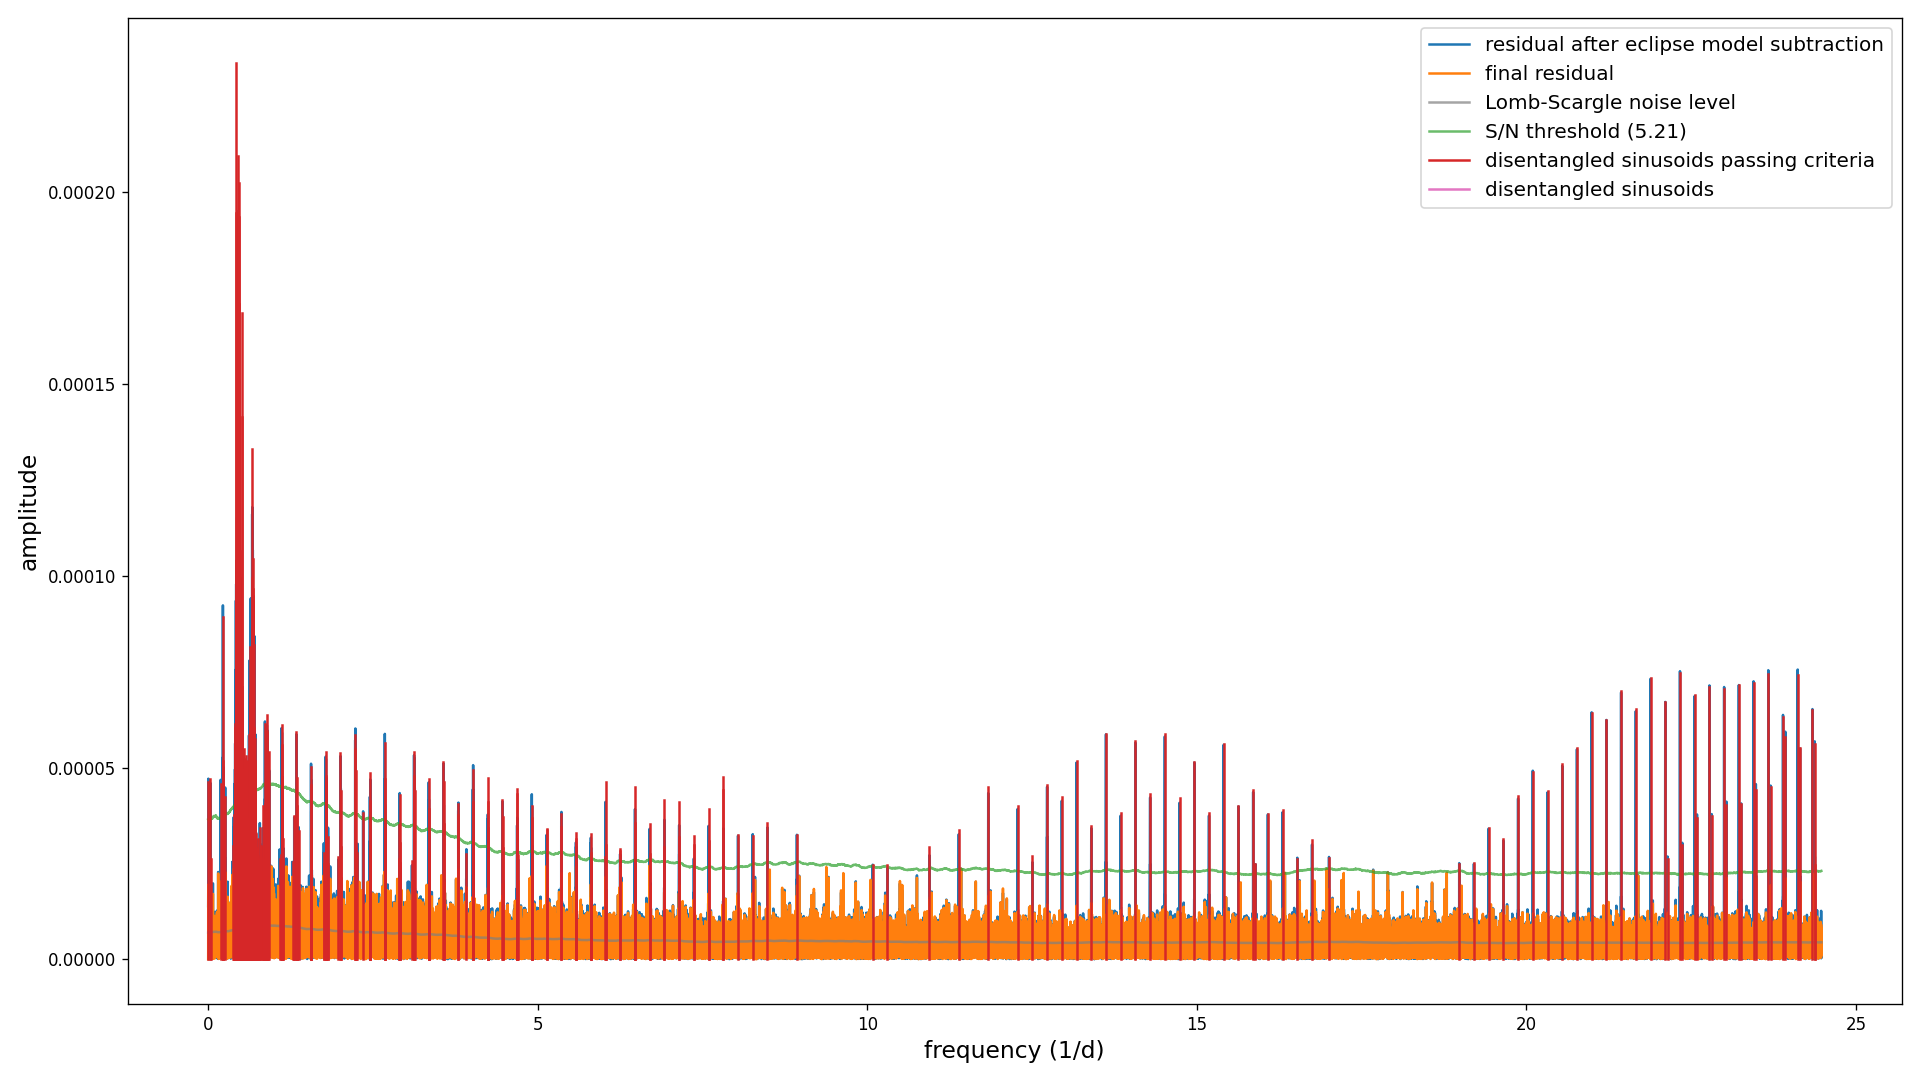 residual after eclipse model subtraction
final residual
Lomb-Scargle noise level
S/N threshold (5.21)
disentangled sinusoids passing criteria
disentangled sinusoids
amplitude
0.00020
0.00015
0.00010
0.00005
0.00000
0 5 10 15 20 25
frequency (1/d)